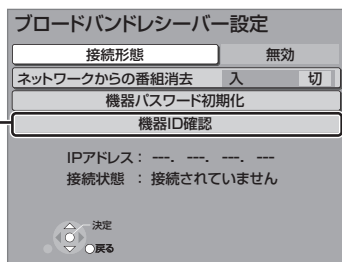 ブロードバンドレシーバー設定
接続形態 無効
ネットワークからの番組消去 入 切
機器パスワード初期化
機器ID確認
IPアドレス： ---. ---. ---. ---
接続状態 ： 接続されていません
決定
戻る